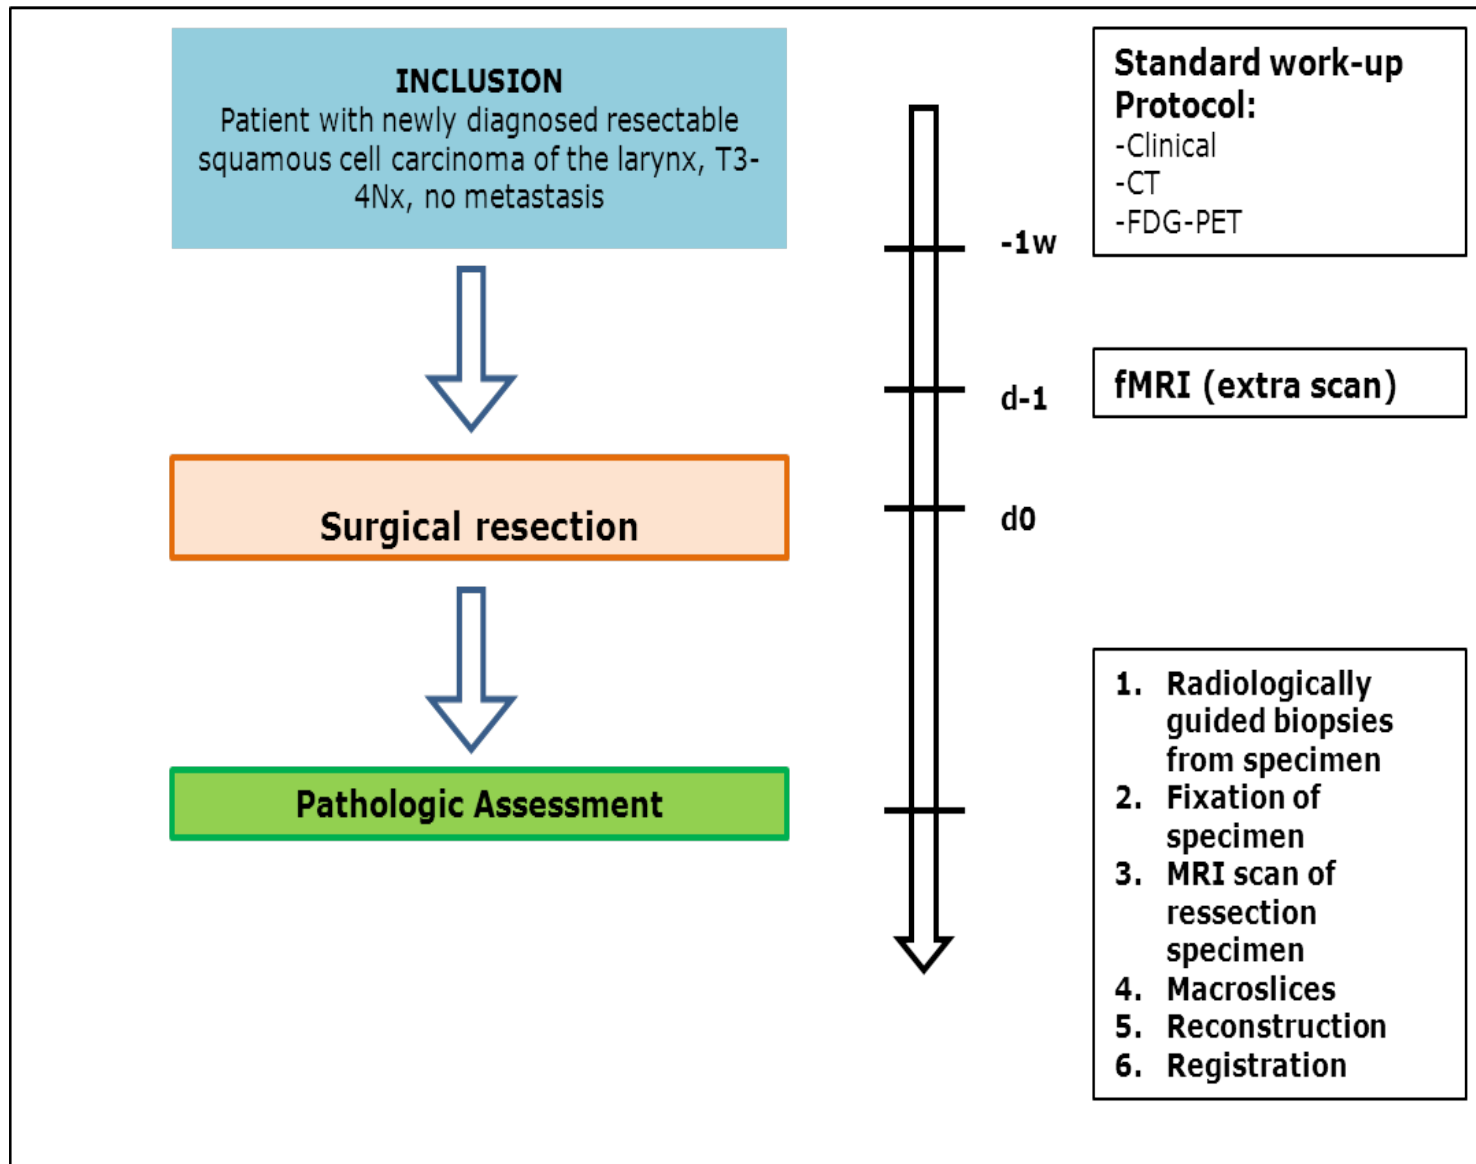 INCLUSION
Patient with newly diagnosed resectable
squamous cell carcinoma of the larynx, T3-
4Nx, no metastasis
Surgical resection
Pathologic Assessment
-1w
d-1
d0
Standard work-up
Protocol:
-Clinical
-CT
-FDG-PET
fMRI (extra scan)
1. Radiologically
guided biopsies
from specimen
2. Fixation of
specimen
3. MRI scan of
ressection
specimen
4. Macroslices
5. Reconstruction
6. Registration